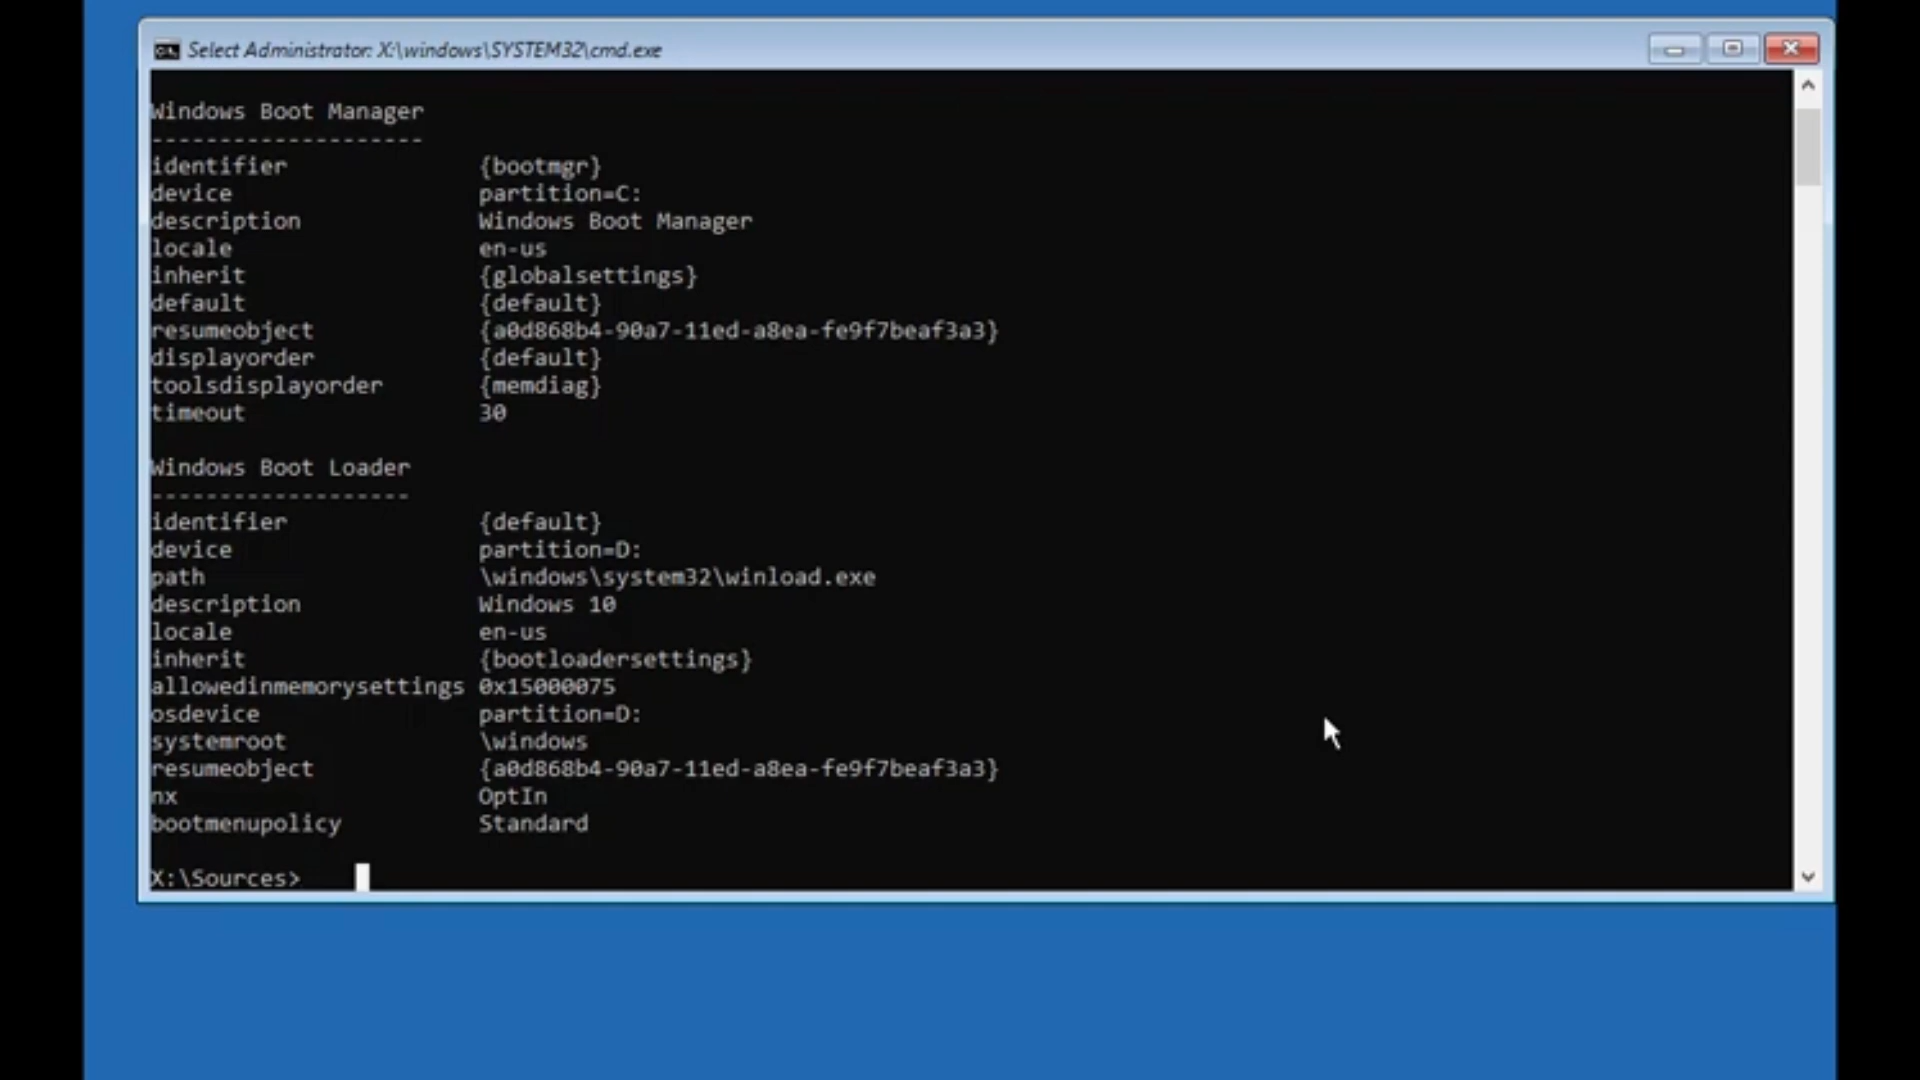 Select Administrator: X:\windows\SYSTEM32\cmd.exe
Windows Boot Manager
--------------------
identifier              {bootmgr}
device                  partition=C:
description             Windows Boot Manager
locale                  en-us
inherit                 {globalsettings}
default                 {default}
resumeobject            {a0d868b4-90a7-11ed-a8ea-fe9f7beaf3a3}
displayorder            {default}
toolsdisplayorder       {memdiag}
timeout                 30
Windows Boot Loader
-------------------
identifier              {default}
device                  partition=D:
path                    \windows\system32\winload.exe
description             Windows 10
locale                  en-us
inherit                 {bootloadersettings}
allowedinmemorysettings 0x15000075
osdevice                partition=D:
systemroot              \windows
resumeobject            {a0d868b4-90a7-11ed-a8ea-fe9f7beaf3a3}
nx                      OptIn
bootmenupolicy          Standard
X:\Sources>